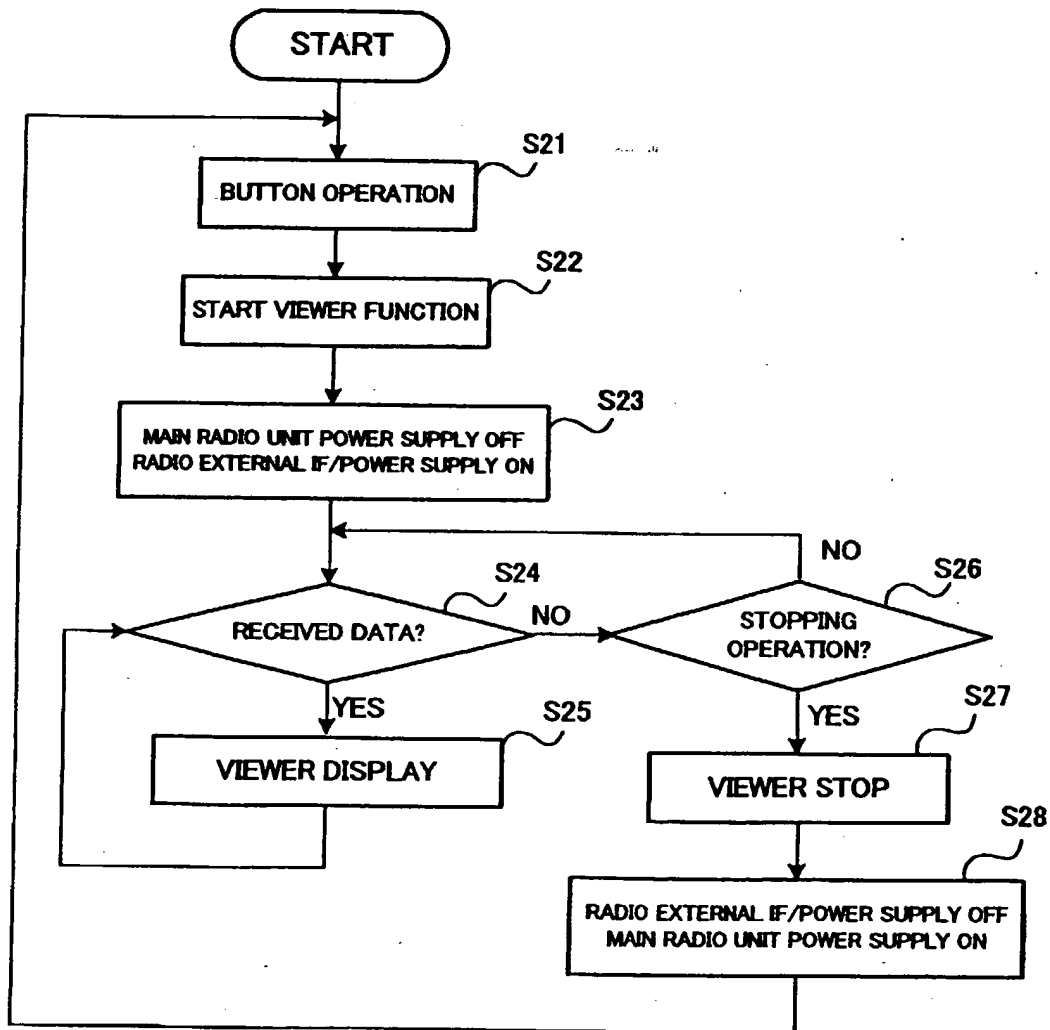 START
S21
BUTTON OPERATION
S22
START VIEWER FUNCTION
S23
MAIN RADIO UNIT POWER SUPPLY OFF
RADIO EXTERNAL IF/POWER SUPPLY ON
S24
RECEIVED DATA?
NO
YES
S25
VIEWER DISPLAY
NO
S26
STOPPING
OPERATION?
YES
S27
VIEWER STOP
S28
RADIO EXTERNAL IF/POWER SUPPLY OFF
MAIN RADIO UNIT POWER SUPPLY ON